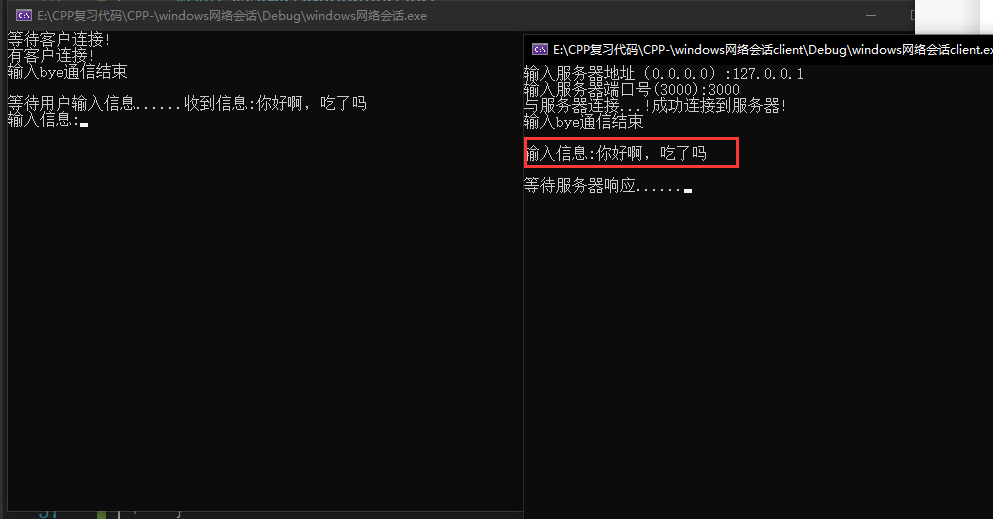 E:\CPP复习代码\CPP-\windows网络会话\Debug\windows网络会话.exe
等待客户连接!
有客户连接!
输入bye通信结束
等待用户输入信息......收到信息:你好啊，吃了吗
输入信息:
E:\CPP复习代码\CPP-\windows网络会话client\Debug\windows网络会话client.ex
输入服务器地址（0.0.0.0）:127.0.0.1
输入服务器端口号(3000):3000
与服务器连接...!成功连接到服务器!
输入bye通信结束
输入信息:你好啊，吃了吗
等待服务器响应......